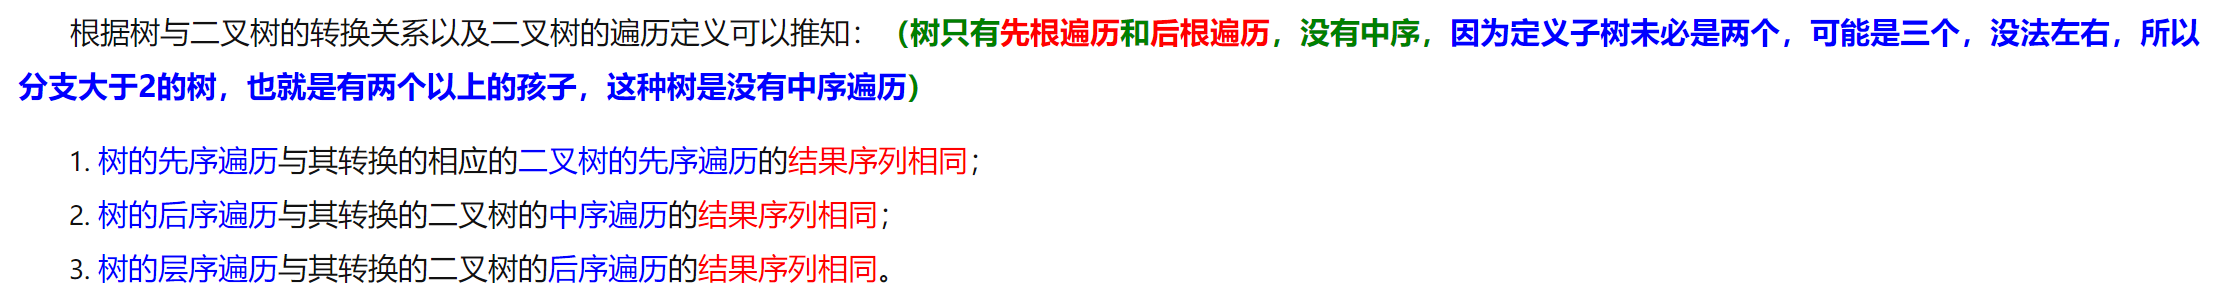 根据树与二叉树的转换关系以及二叉树的遍历定义可以推知：（树只有先根遍历和后根遍历，没有中序，因为定义子树未必是两个，可能是三个，没法左右，所以
分支大于2的树，也就是有两个以上的孩子，这种树是没有中序遍历）
1. 树的先序遍历与其转换的相应的二叉树的先序遍历的结果序列相同；
2. 树的后序遍历与其转换的二叉树的中序遍历的结果序列相同；
3. 树的层序遍历与其转换的二叉树的后序遍历的结果序列相同。